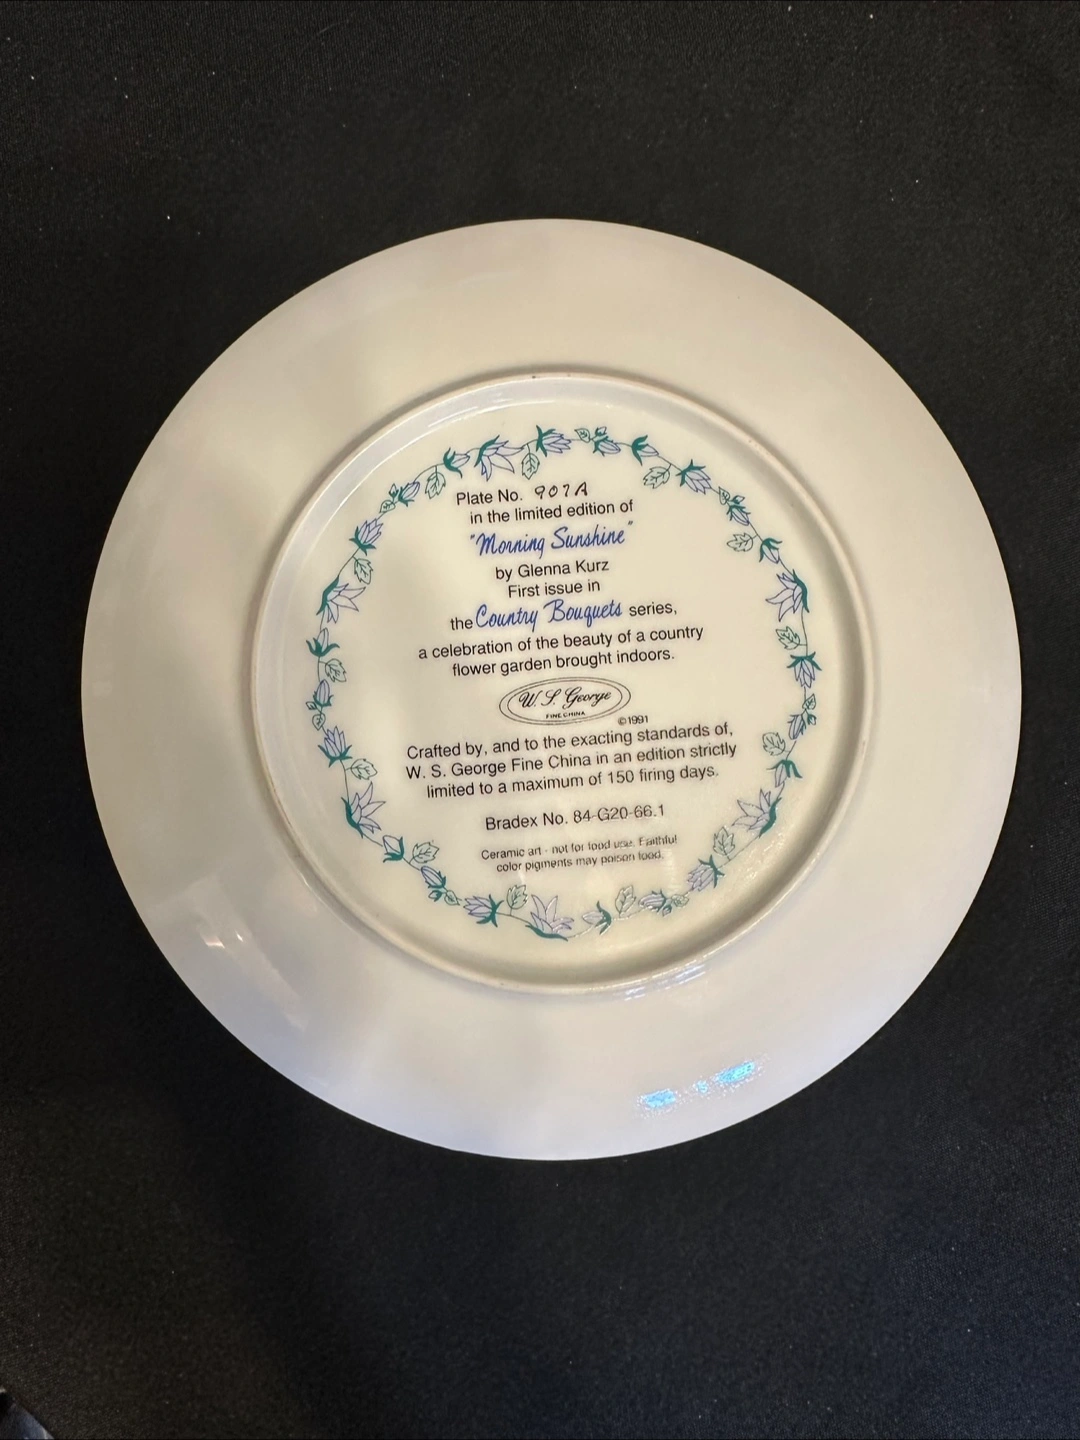 Plate No. 907A
in the limited edition of
"Morning Sunshine"
by Glenna Kurz
First issue in
the Country Bouquets series,
a celebration of the beauty of a country
flower garden brought indoors.
W. S. George
FINE CHINA
©1991
Crafted by, and to the exacting standards of,
W. S. George Fine China in an edition strictly
limited to a maximum of 150 firing days.
Bradex No. 84-G20-66.1
Ceramic art - not for food use. Faithful
color pigments may poison food.